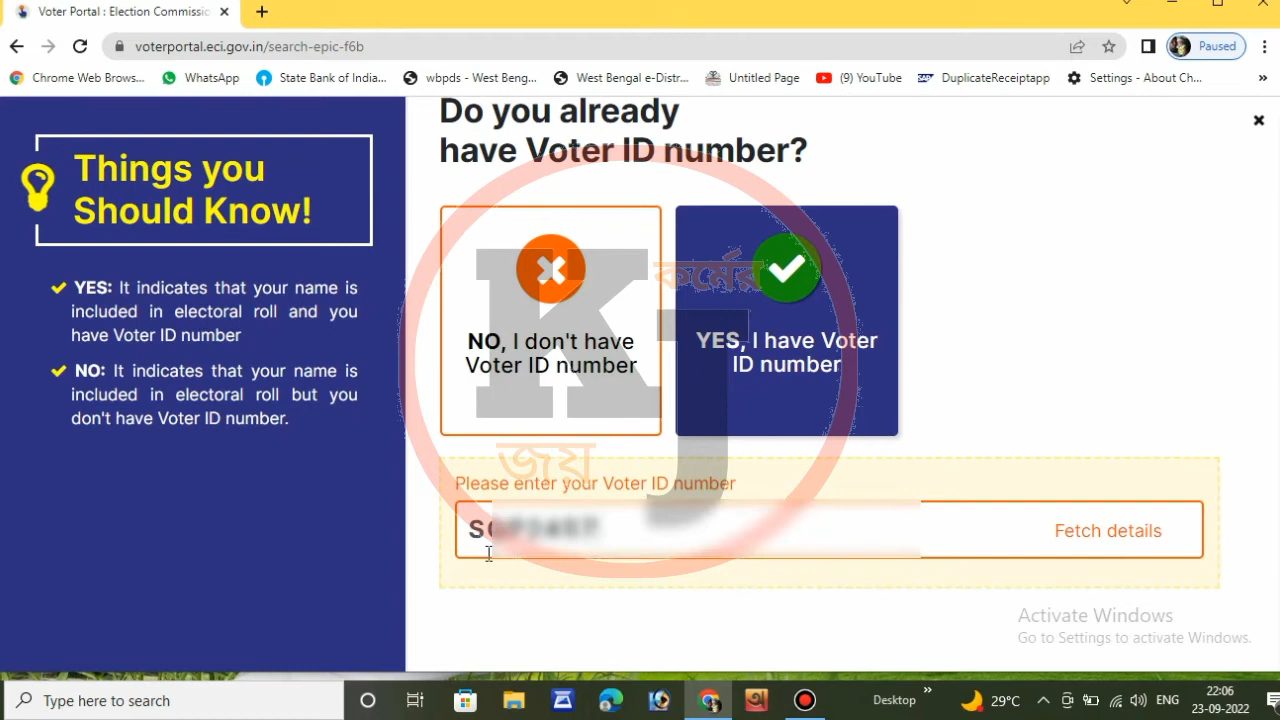 Voter Portal : Election Commissio
voterportal.eci.gov.in/search-epic-f6b
Paused
Chrome Web Brows...
WhatsApp
State Bank of India...
wbpds - West Beng...
West Bengal e-Distr...
Untitled Page
(9) YouTube
DuplicateReceiptapp
Settings - About Ch...
»
Things you
Should Know!
YES: It indicates that your name is
included in electoral roll and you
have Voter ID number
NO: It indicates that your name is
included in electoral roll but you
don't have Voter ID number.
Do you already
have Voter ID number?
NO, I don't have
Voter ID number
YES, I have Voter
ID number
KJ
কর্মের
জয়
Please enter your Voter ID number
Fetch details
Activate Windows
Go to Settings to activate Windows.
Type here to search
Desktop
»
29°C
ENG
22:06
23-09-2022